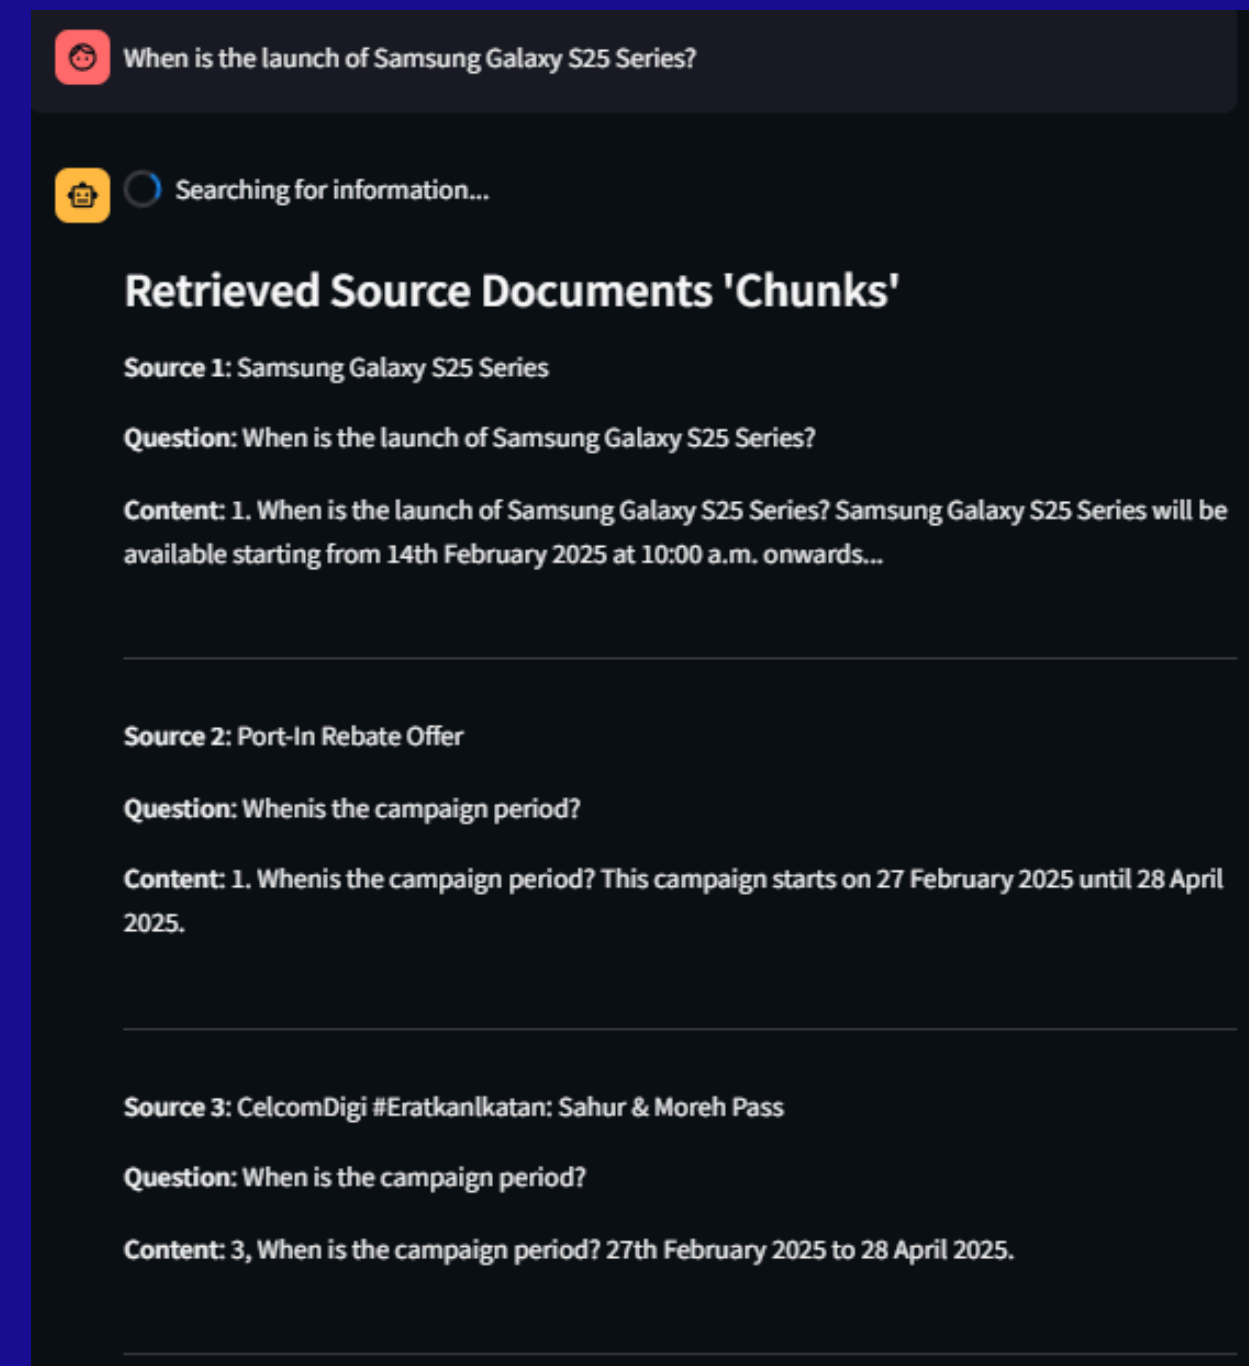 When is the launch of Samsung Galaxy S25 Series?
Searching for information...
Retrieved Source Documents 'Chunks'
Source 1: Samsung Galaxy S25 Series
Question: When is the launch of Samsung Galaxy S25 Series?
Content: 1. When is the launch of Samsung Galaxy S25 Series? Samsung Galaxy S25 Series will be
available starting from 14th February 2025 at 10:00 a.m. onwards...
Source 2: Port-In Rebate Offer
Question: Whenis the campaign period?
Content: 1. Whenis the campaign period? This campaign starts on 27 February 2025 until 28 April
2025.
Source 3: CelcomDigi #Eratkanlkatan: Sahur & Moreh Pass
Question: When is the campaign period?
Content: 3, When is the campaign period? 27th February 2025 to 28 April 2025.